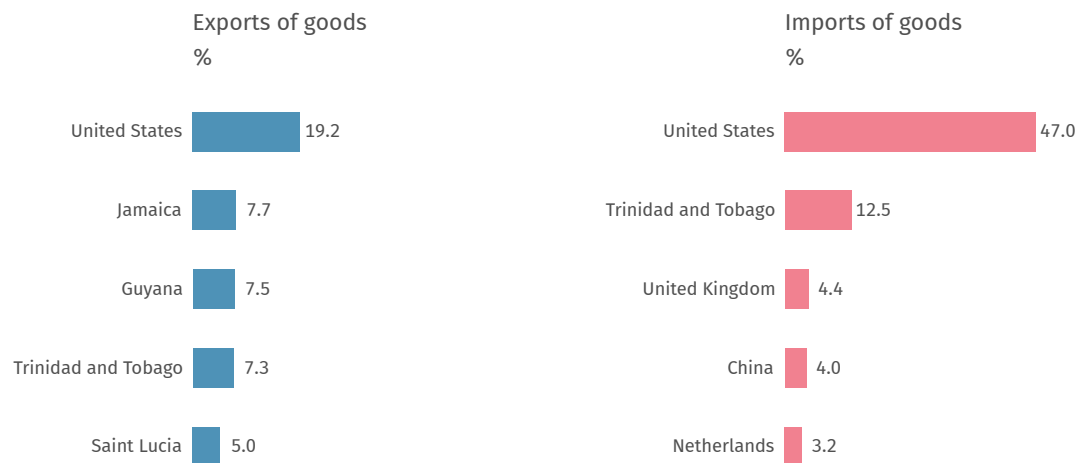 Exports of goods
%
United States 19.2
Jamaica 7.7
Guyana 7.5
Trinidad and Tobago 7.3
Saint Lucia 5.0
Imports of goods
%
United States 47.0
Trinidad and Tobago 12.5
United Kingdom 4.4
China 4.0
Netherlands 3.2